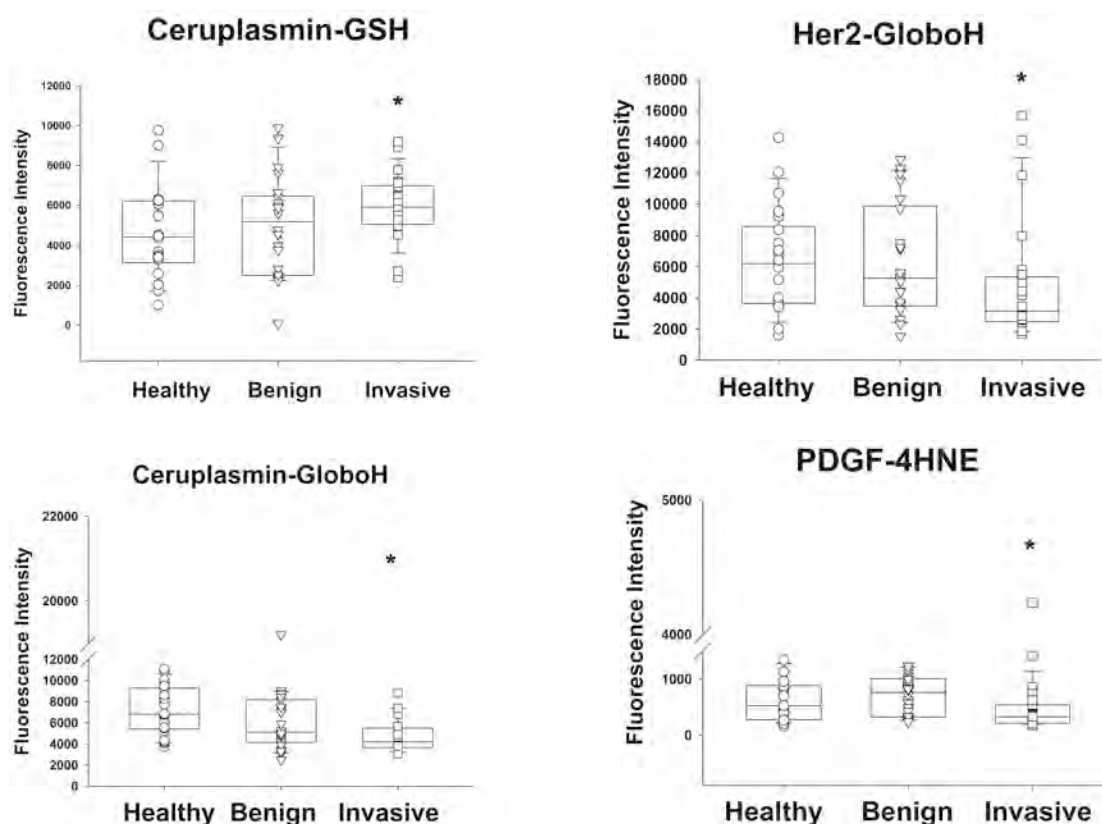 Ceruplasmin-GSH
Fluorescence Intensity
12000
10000
8000
6000
4000
2000
0
*
Healthy Benign Invasive
Her2-GloboH
Fluorescence Intensity
18000
16000
14000
12000
10000
8000
6000
4000
2000
0
*
Healthy Benign Invasive
Ceruplasmin-GloboH
Fluorescence Intensity
22000
20000
12000
10000
8000
6000
4000
2000
0
*
Healthy Benign Invasive
PDGF-4HNE
Fluorescence Intensity
5000
4000
1000
0
*
Healthy Benign Invasive